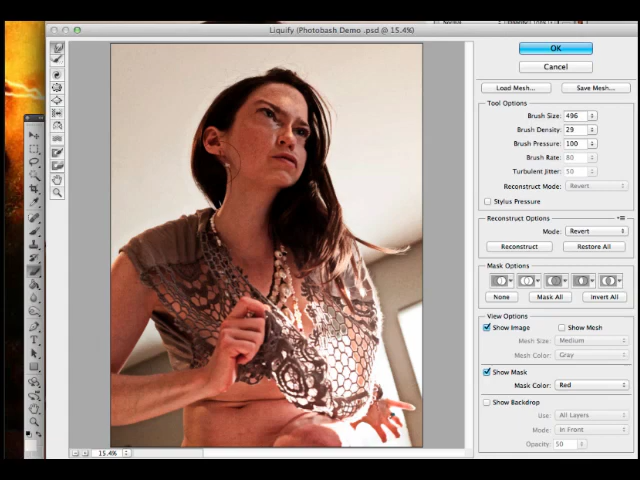 Liquify (Photobash Demo .psd @ 15.4%)
OK
Cancel
Load Mesh...
Save Mesh...
Tool Options
Brush Size: 496
Brush Density: 29
Brush Pressure: 100
Brush Rate: 80
Turbulent Jitter: 50
Reconstruct Mode: Revert
Stylus Pressure
Reconstruct Options
Mode: Revert
Reconstruct
Restore All
Mask Options
None
Mask All
Invert All
View Options
Show Image
Show Mesh
Mesh Size: Medium
Mesh Color: Gray
Show Mask
Mask Color: Red
Show Backdrop
Use: All Layers
Mode: In Front
Opacity: 50
15.4%